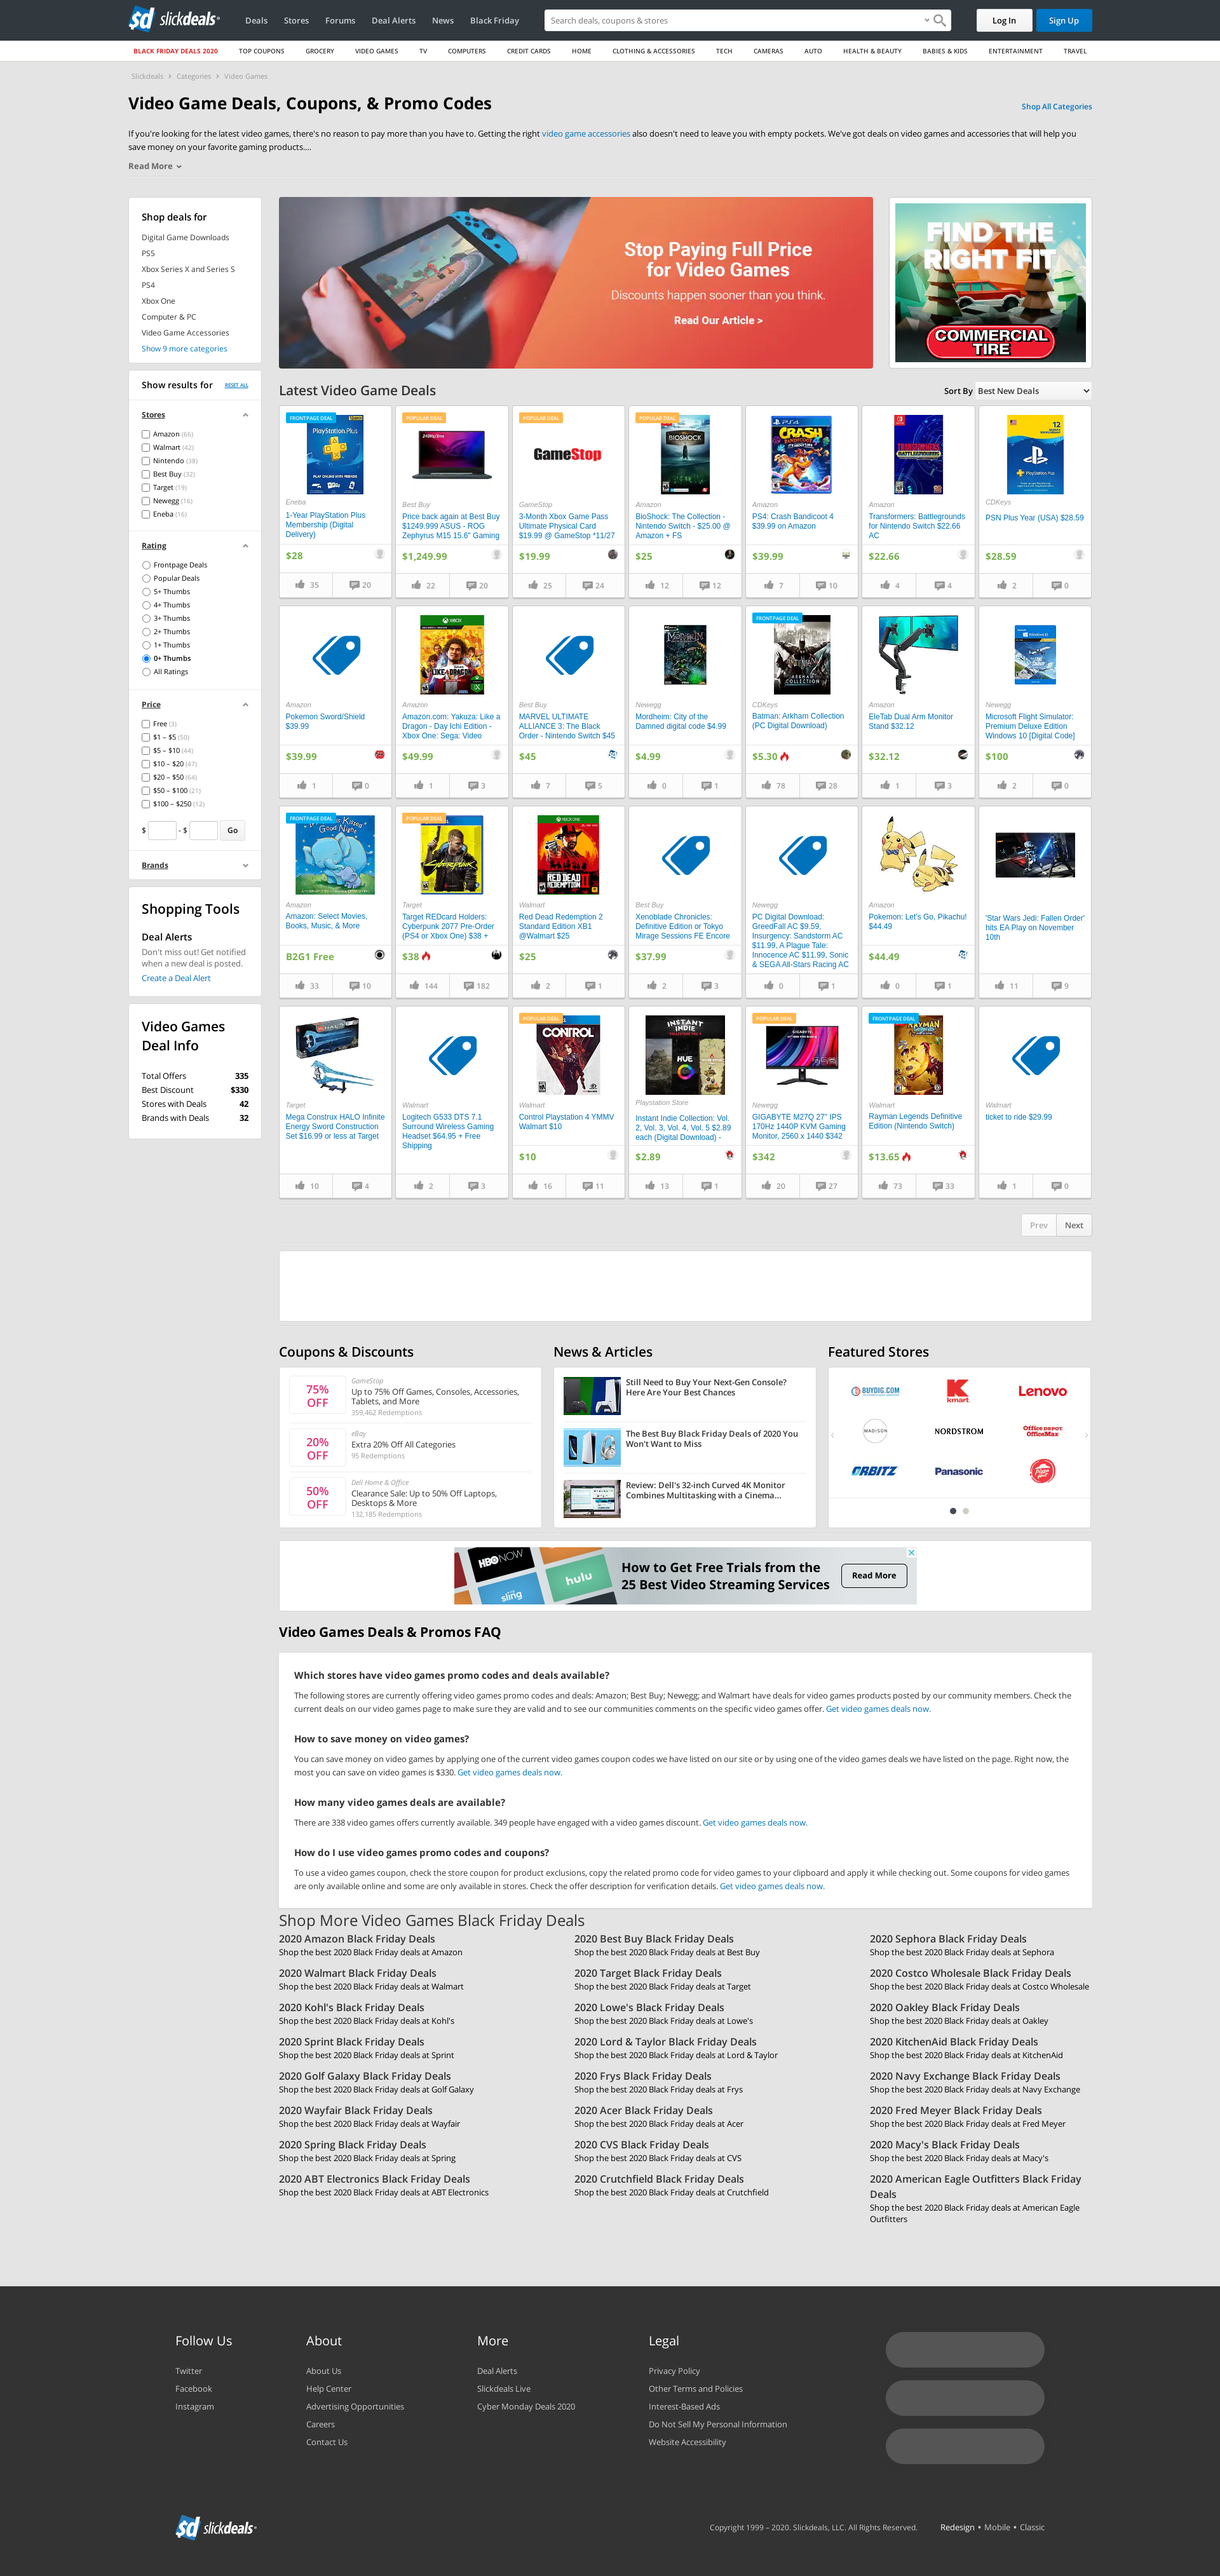 slickdeals
Deals
Stores
Forums
Deal Alerts
News
Black Friday
Search deals, coupons & stores
Log In
Sign Up
BLACK FRIDAY DEALS 2020
TOP COUPONS
GROCERY
VIDEO GAMES
TV
COMPUTERS
CREDIT CARDS
HOME
CLOTHING & ACCESSORIES
TECH
CAMERAS
AUTO
HEALTH & BEAUTY
BABIES & KIDS
ENTERTAINMENT
TRAVEL
Slickdeals › Categories › Video Games
Video Game Deals, Coupons, & Promo Codes
Shop All Categories
If you're looking for the latest video games, there's no reason to pay more than you have to. Getting the right video game accessories also doesn't need to leave you with empty pockets. We've got deals on video games and accessories that will help you
save money on your favorite gaming products....
Read More
Shop deals for
Digital Game Downloads
PS5
Xbox Series X and Series S
PS4
Xbox One
Computer & PC
Video Game Accessories
Show 9 more categories
Show results for
RESET ALL
Stores
Amazon (66)
Walmart (42)
Nintendo (38)
Best Buy (32)
Target (19)
Newegg (16)
Eneba (16)
Rating
Frontpage Deals
Popular Deals
5+ Thumbs
4+ Thumbs
3+ Thumbs
2+ Thumbs
1+ Thumbs
0+ Thumbs
All Ratings
Price
Free (3)
$1 – $5 (50)
$5 – $10 (44)
$10 – $20 (47)
$20 – $50 (64)
$50 – $100 (21)
$100 – $250 (12)
$ - $ Go
Brands
Shopping Tools
Deal Alerts
Don't miss out! Get notified
when a new deal is posted.
Create a Deal Alert
Video Games
Deal Info
Total Offers 335
Best Discount $330
Stores with Deals 42
Brands with Deals 32
Stop Paying Full Price
for Video Games
Discounts happen sooner than you think.
Read Our Article >
FIND THE
RIGHT FIT
COMMERCIAL
TIRE
Latest Video Game Deals
Sort By Best New Deals
FRONTPAGE DEAL
PlayStation Plus
Eneba
1-Year PlayStation Plus
Membership (Digital
Delivery)
$28
35
20
POPULAR DEAL
Best Buy
Price back again at Best Buy
$1249.999 ASUS - ROG
Zephyrus M15 15.6" Gaming
$1,249.99
22
20
POPULAR DEAL
GameStop
GameStop
3-Month Xbox Game Pass
Ultimate Physical Card
$19.99 @ GameStop *11/27
$19.99
25
24
POPULAR DEAL
BIOSHOCK
Amazon
BioShock: The Collection -
Nintendo Switch - $25.00 @
Amazon + FS
$25
12
12
PS4
CRASH
Amazon
PS4: Crash Bandicoot 4
$39.99 on Amazon
$39.99
7
10
TRANSFORMERS
Amazon
Transformers: Battlegrounds
for Nintendo Switch $22.66
AC
$22.66
4
4
12
PlayStation Plus
CDKeys
PSN Plus Year (USA) $28.59
$28.59
2
0
Amazon
Pokemon Sword/Shield
$39.99
$39.99
1
0
XBOX
Amazon
Amazon.com: Yakuza: Like a
Dragon - Day Ichi Edition -
Xbox One: Sega: Video
$49.99
1
3
Best Buy
MARVEL ULTIMATE
ALLIANCE 3: The Black
Order - Nintendo Switch $45
$45
7
5
MORDHEIM
Newegg
Mordheim: City of the
Damned digital code $4.99
$4.99
0
1
FRONTPAGE DEAL
BATMAN
ARKHAM
COLLECTION
CDKeys
Batman: Arkham Collection
(PC Digital Download)
$5.30
78
28
Amazon
EleTab Dual Arm Monitor
Stand $32.12
$32.12
1
3
Newegg
Microsoft Flight Simulator:
Premium Deluxe Edition
Windows 10 [Digital Code]
$100
2
0
FRONTPAGE DEAL
Kissed
Good Night
Amazon
Amazon: Select Movies,
Books, Music, & More
B2G1 Free
33
10
POPULAR DEAL
Cyberpunk
Target
Target REDcard Holders:
Cyberpunk 2077 Pre-Order
(PS4 or Xbox One) $38 +
$38
144
182
XBOX ONE
RED DEAD
REDEMPTION II
Walmart
Red Dead Redemption 2
Standard Edition XB1
@Walmart $25
$25
2
1
Best Buy
Xenoblade Chronicles:
Definitive Edition or Tokyo
Mirage Sessions FE Encore
$37.99
2
3
Newegg
PC Digital Download:
GreedFall AC $9.59,
Insurgency: Sandstorm AC
$11.99, A Plague Tale:
Innocence AC $11.99, Sonic
& SEGA All-Stars Racing AC
0
1
Amazon
Pokemon: Let's Go, Pikachu!
$44.49
$44.49
0
1
'Star Wars Jedi: Fallen Order'
hits EA Play on November
10th
11
9
Target
Mega Construx HALO Infinite
Energy Sword Construction
Set $16.99 or less at Target
10
4
Walmart
Logitech G533 DTS 7.1
Surround Wireless Gaming
Headset $64.95 + Free
Shipping
2
3
POPULAR DEAL
CONTROL
Walmart
Control Playstation 4 YMMV
Walmart $10
$10
16
11
INSTANT
INDIE
HUE
Playstation Store
Instant Indie Collection: Vol.
2, Vol. 3, Vol. 4, Vol. 5 $2.89
each (Digital Download) -
$2.89
13
1
POPULAR DEAL
Newegg
GIGABYTE M27Q 27" IPS
170Hz 1440P KVM Gaming
Monitor, 2560 x 1440 $342
$342
20
27
FRONTPAGE DEAL
RAYMAN
Walmart
Rayman Legends Definitive
Edition (Nintendo Switch)
$13.65
73
33
Walmart
ticket to ride $29.99
1
0
Prev
Next
Coupons & Discounts
75%
OFF
GameStop
Up to 75% Off Games, Consoles, Accessories,
Tablets, and More
359,462 Redemptions
20%
OFF
eBay
Extra 20% Off All Categories
95 Redemptions
50%
OFF
Dell Home & Office
Clearance Sale: Up to 50% Off Laptops,
Desktops & More
132,185 Redemptions
News & Articles
Still Need to Buy Your Next-Gen Console?
Here Are Your Best Chances
The Best Buy Black Friday Deals of 2020 You
Won't Want to Miss
Review: Dell's 32-inch Curved 4K Monitor
Combines Multitasking with a Cinema...
Featured Stores
BUYDIG.COM
kmart
Lenovo
MADISON
NORDSTROM
Office DEPOT
OfficeMax
ORBITZ
Panasonic
Pizza Hut
HBO NOW
sling
hulu
How to Get Free Trials from the
25 Best Video Streaming Services
Read More
Video Games Deals & Promos FAQ
Which stores have video games promo codes and deals available?
The following stores are currently offering video games promo codes and deals: Amazon; Best Buy; Newegg; and Walmart have deals for video games products posted by our community members. Check the
current deals on our video games page to make sure they are valid and to see our communities comments on the specific video games offer. Get video games deals now.
How to save money on video games?
You can save money on video games by applying one of the current video games coupon codes we have listed on our site or by using one of the video games deals we have listed on the page. Right now, the
most you can save on video games is $330. Get video games deals now.
How many video games deals are available?
There are 338 video games offers currently available. 349 people have engaged with a video games discount. Get video games deals now.
How do I use video games promo codes and coupons?
To use a video games coupon, check the store coupon for product exclusions, copy the related promo code for video games to your clipboard and apply it while checking out. Some coupons for video games
are only available online and some are only available in stores. Check the offer description for verification details. Get video games deals now.
Shop More Video Games Black Friday Deals
2020 Amazon Black Friday Deals
Shop the best 2020 Black Friday deals at Amazon
2020 Best Buy Black Friday Deals
Shop the best 2020 Black Friday deals at Best Buy
2020 Sephora Black Friday Deals
Shop the best 2020 Black Friday deals at Sephora
2020 Walmart Black Friday Deals
Shop the best 2020 Black Friday deals at Walmart
2020 Target Black Friday Deals
Shop the best 2020 Black Friday deals at Target
2020 Costco Wholesale Black Friday Deals
Shop the best 2020 Black Friday deals at Costco Wholesale
2020 Kohl's Black Friday Deals
Shop the best 2020 Black Friday deals at Kohl's
2020 Lowe's Black Friday Deals
Shop the best 2020 Black Friday deals at Lowe's
2020 Oakley Black Friday Deals
Shop the best 2020 Black Friday deals at Oakley
2020 Sprint Black Friday Deals
Shop the best 2020 Black Friday deals at Sprint
2020 Lord & Taylor Black Friday Deals
Shop the best 2020 Black Friday deals at Lord & Taylor
2020 KitchenAid Black Friday Deals
Shop the best 2020 Black Friday deals at KitchenAid
2020 Golf Galaxy Black Friday Deals
Shop the best 2020 Black Friday deals at Golf Galaxy
2020 Frys Black Friday Deals
Shop the best 2020 Black Friday deals at Frys
2020 Navy Exchange Black Friday Deals
Shop the best 2020 Black Friday deals at Navy Exchange
2020 Wayfair Black Friday Deals
Shop the best 2020 Black Friday deals at Wayfair
2020 Acer Black Friday Deals
Shop the best 2020 Black Friday deals at Acer
2020 Fred Meyer Black Friday Deals
Shop the best 2020 Black Friday deals at Fred Meyer
2020 Spring Black Friday Deals
Shop the best 2020 Black Friday deals at Spring
2020 CVS Black Friday Deals
Shop the best 2020 Black Friday deals at CVS
2020 Macy's Black Friday Deals
Shop the best 2020 Black Friday deals at Macy's
2020 ABT Electronics Black Friday Deals
Shop the best 2020 Black Friday deals at ABT Electronics
2020 Crutchfield Black Friday Deals
Shop the best 2020 Black Friday deals at Crutchfield
2020 American Eagle Outfitters Black Friday
Deals
Shop the best 2020 Black Friday deals at American Eagle
Outfitters
Follow Us
Twitter
Facebook
Instagram
About
About Us
Help Center
Advertising Opportunities
Careers
Contact Us
More
Deal Alerts
Slickdeals Live
Cyber Monday Deals 2020
Legal
Privacy Policy
Other Terms and Policies
Interest-Based Ads
Do Not Sell My Personal Information
Website Accessibility
slickdeals
Copyright 1999 – 2020. Slickdeals, LLC. All Rights Reserved.
Redesign • Mobile • Classic